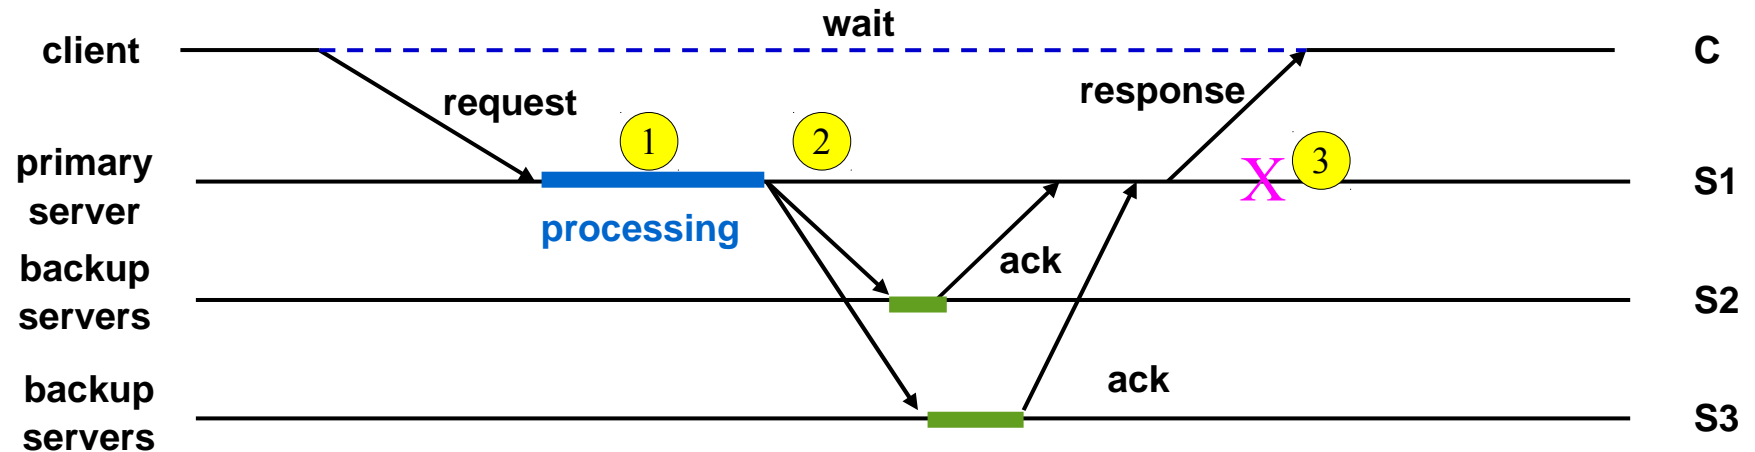 wait
client
C
request
response
1
2
3
primary
server
X
S1
processing
backup
servers
ack
S2
backup
servers
ack
S3